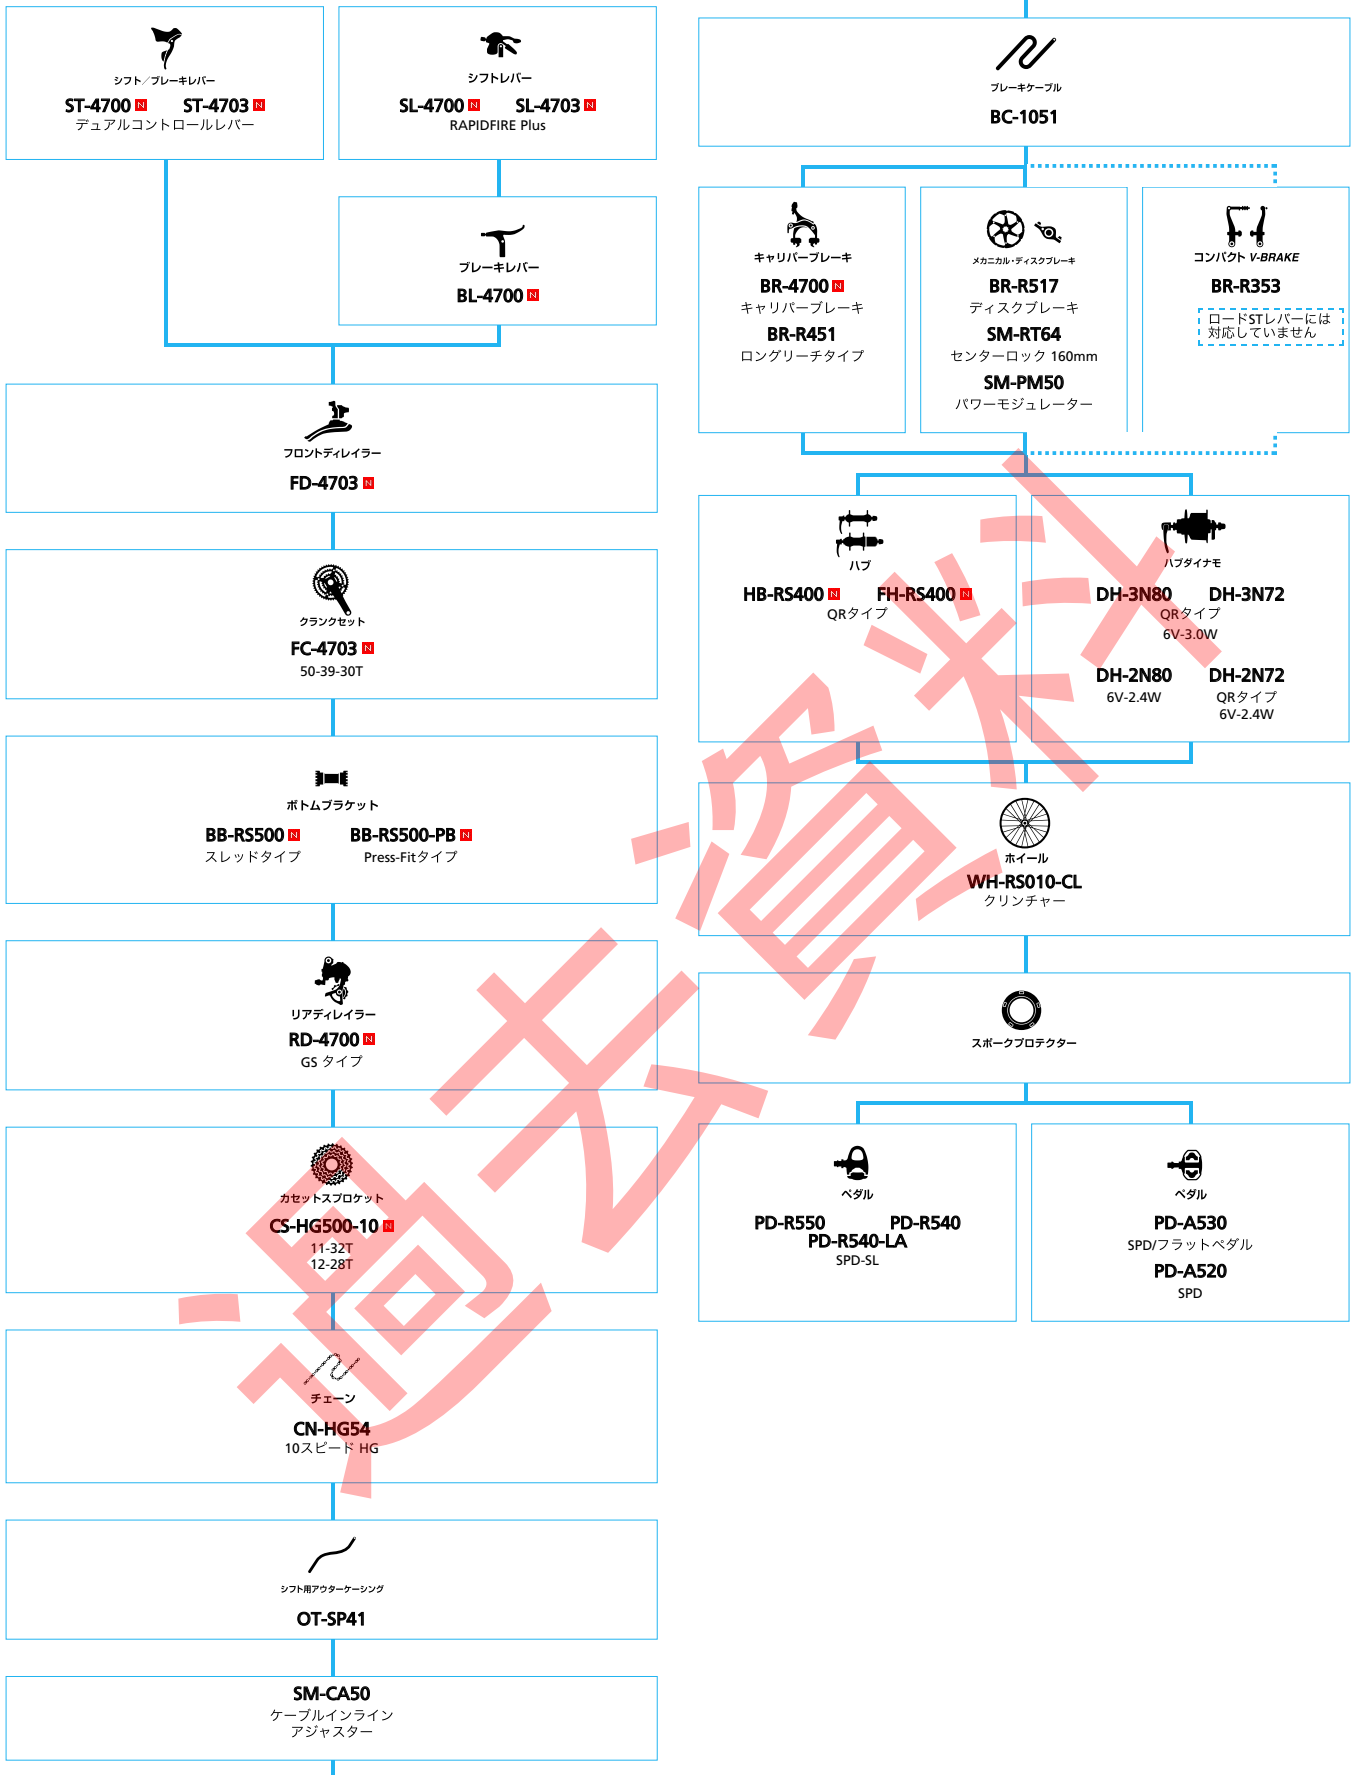 シフト／ブレーキレバー
ST-4700 N ST-4703 N
デュアルコントロールレバー
シフトレバー
SL-4700 N SL-4703 N
RAPIDFIRE Plus
ブレーキレバー
BL-4700 N
フロントディレイラー
FD-4703 N
クランクセット
FC-4703 N
50-39-30T
ボトムブラケット
BB-RS500 N BB-RS500-PB N
スレッドタイプ Press-Fitタイプ
リアディレイラー
RD-4700 N
GS タイプ
カセットスプロケット
CS-HG500-10 N
11-32T
12-28T
チェーン
CN-HG54
10スピード HG
シフト用アウターケーシング
OT-SP41
SM-CA50
ケーブルインライン
アジャスター
ブレーキケーブル
BC-1051
キャリパーブレーキ
BR-4700 N
キャリパーブレーキ
BR-R451
ロングリーチタイプ
メカニカル・ディスクブレーキ
BR-R517
ディスクブレーキ
SM-RT64
センターロック 160mm
SM-PM50
パワーモジュレーター
コンパクト V-BRAKE
BR-R353
ロードSTレバーには
対応していません
ハブ
HB-RS400 N FH-RS400 N
QRタイプ
ハブダイナモ
DH-3N80 DH-3N72
QRタイプ
6V-3.0W
DH-2N80 DH-2N72
6V-2.4W QRタイプ
6V-2.4W
ホイール
WH-RS010-CL
クリンチャー
スポークプロテクター
ペダル
PD-R550 PD-R540
PD-R540-LA
SPD-SL
ペダル
PD-A530
SPD/フラットペダル
PD-A520
SPD
過去資料